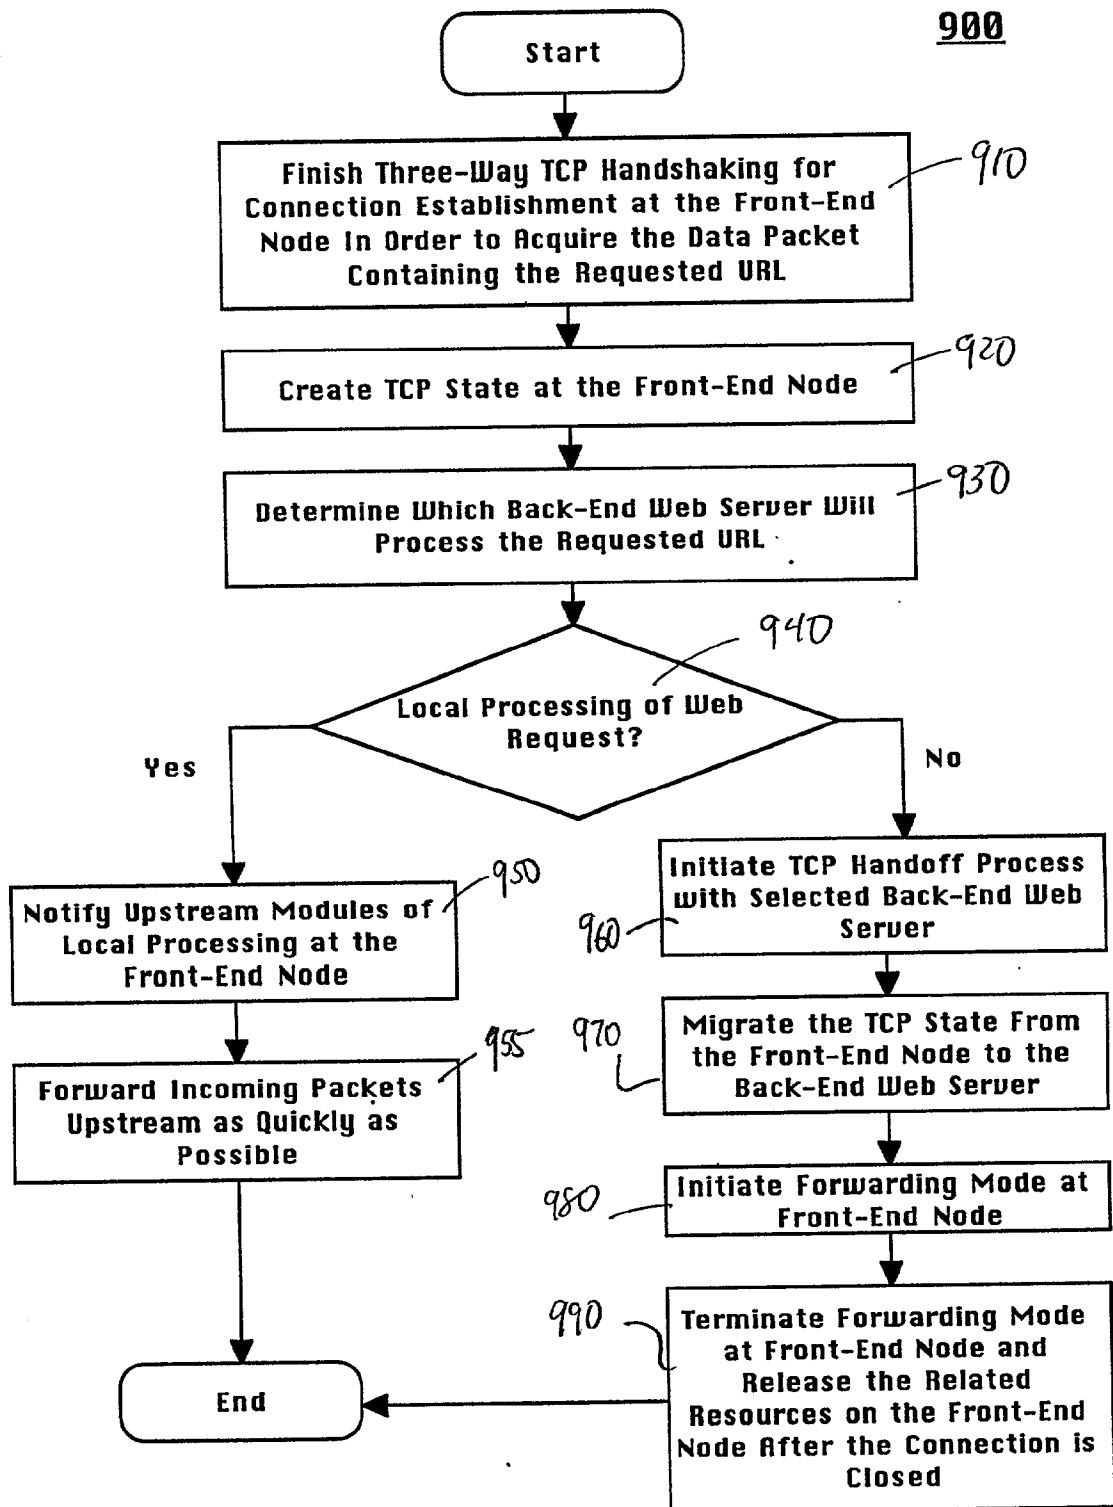 900
Start
Finish Three-Way TCP Handshaking for
Connection Establishment at the Front-End
Node In Order to Acquire the Data Packet
Containing the Requested URL
910
Create TCP State at the Front-End Node
920
Determine Which Back-End Web Server Will
Process the Requested URL
930
940
Local Processing of Web
Request?
Yes
No
Notify Upstream Modules of
Local Processing at the
Front-End Node
950
Forward Incoming Packets
Upstream as Quickly as
Possible
955
Initiate TCP Handoff Process
with Selected Back-End Web
Server
960
Migrate the TCP State From
the Front-End Node to the
Back-End Web Server
970
Initiate Forwarding Mode at
Front-End Node
980
Terminate Forwarding Mode
at Front-End Node and
Release the Related
Resources on the Front-End
Node After the Connection is
Closed
990
End